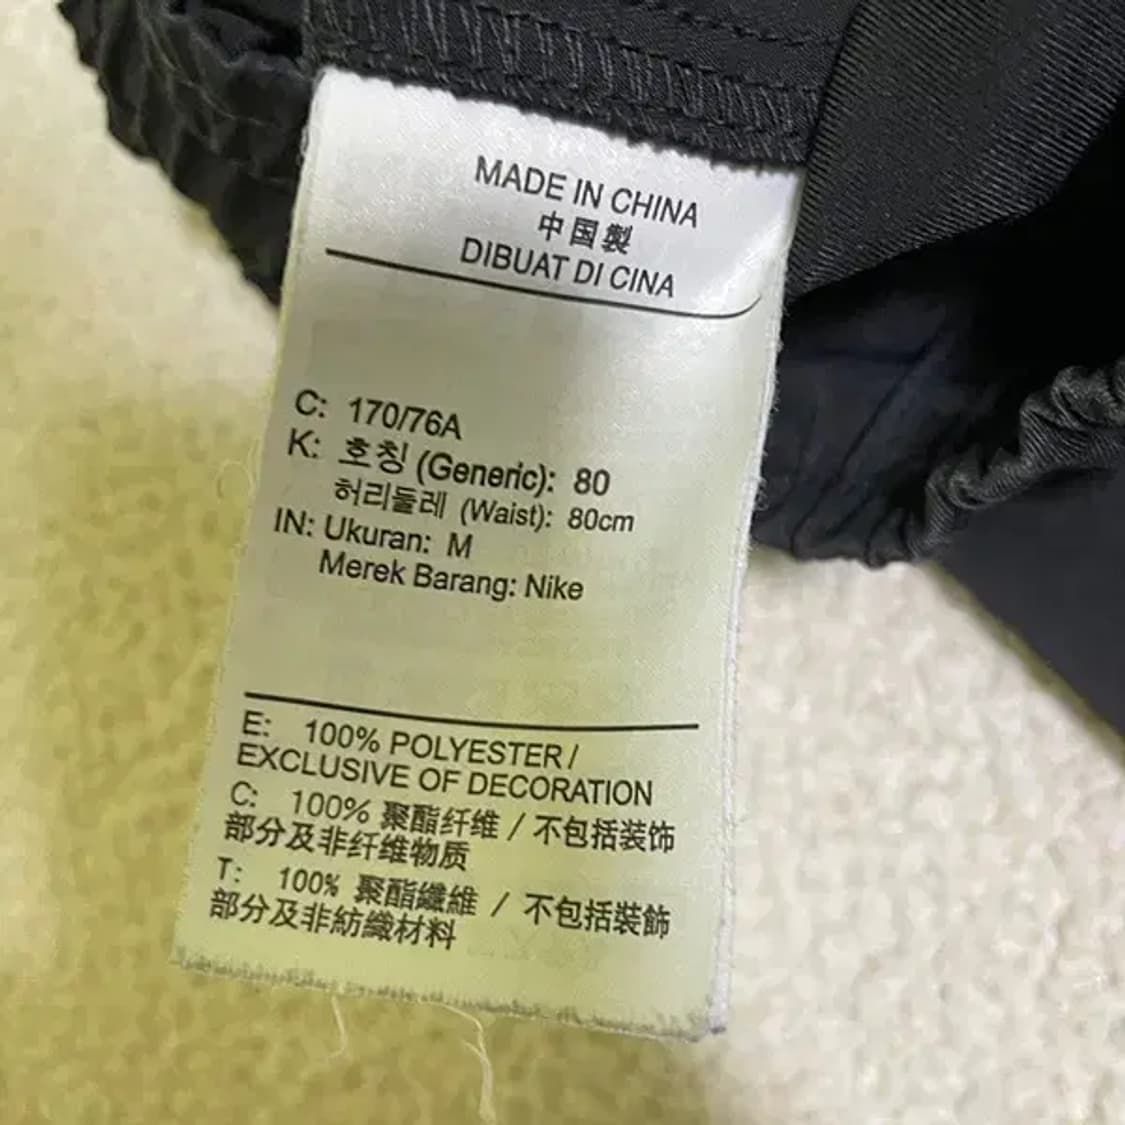 MADE IN CHINA
中国製
DIBUAT DI CINA
C: 170/76A
K: 호칭 (Generic): 80
허리둘레 (Waist): 80cm
IN: Ukuran: M
Merek Barang: Nike
E: 100% POLYESTER /
EXCLUSIVE OF DECORATION
C: 100% 聚酯纤维 / 不包括装饰
部分及非纤维物质
T: 100% 聚酯纖維 / 不包括裝飾
部分及非紡織材料